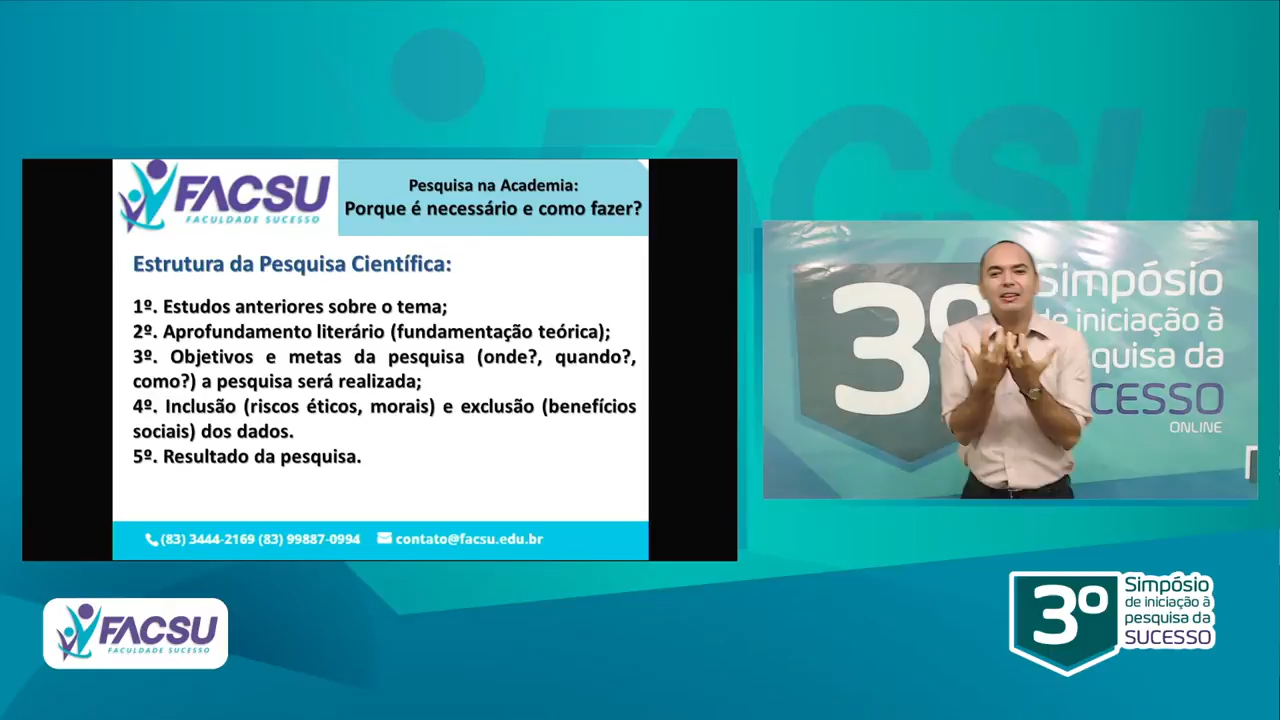 FACSU
FACULDADE SUCESSO
Pesquisa na Academia:
Porque é necessário e como fazer?
Estrutura da Pesquisa Científica:
1º. Estudos anteriores sobre o tema;
2º. Aprofundamento literário (fundamentação teórica);
3º. Objetivos e metas da pesquisa (onde?, quando?,
como?) a pesquisa será realizada;
4º. Inclusão (riscos éticos, morais) e exclusão (benefícios
sociais) dos dados.
5º. Resultado da pesquisa.
(83) 3444-2169 (83) 99887-0994 contato@facsu.edu.br
FACSU
3º
Simpósio
de iniciação à
quisa da
CESSO
ONLINE
FACSU
FACULDADE SUCESSO
3º
Simpósio
de iniciação à
pesquisa da
SUCESSO